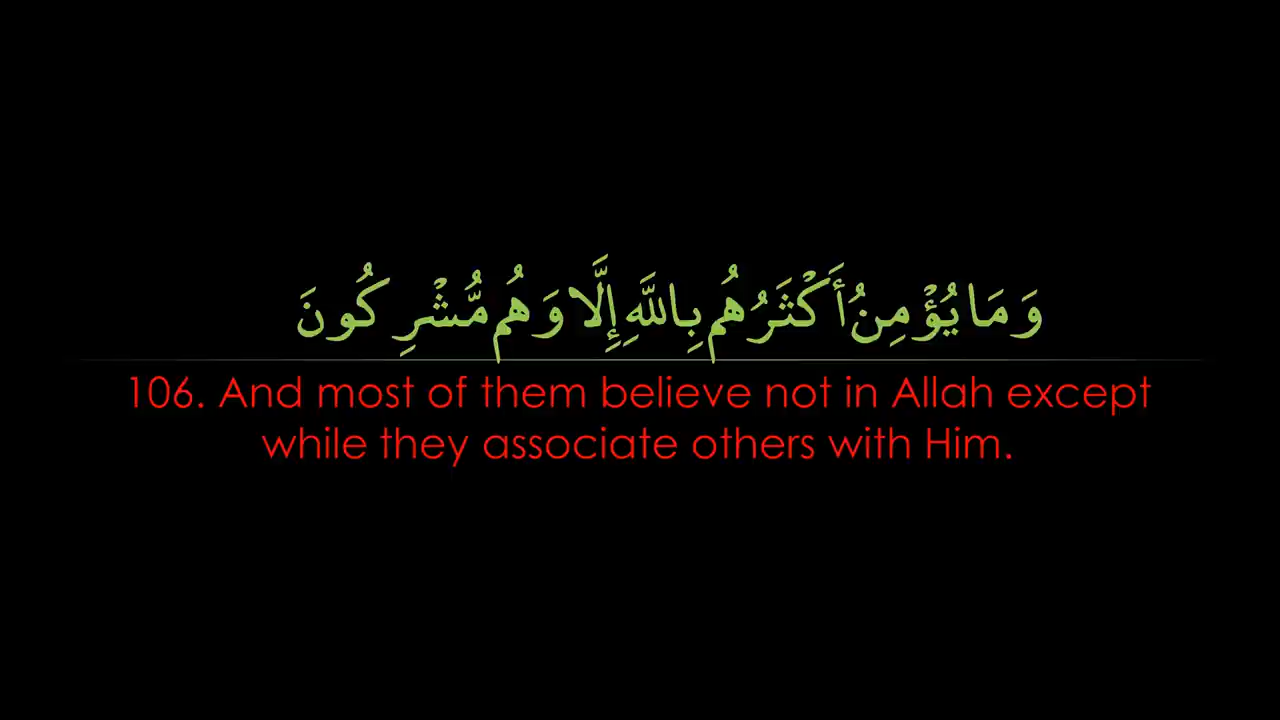 وَمَا يُؤْمِنُ أَكْثَرُهُم بِاللَّهِ إِلَّا وَهُم مُّشْرِكُونَ
106. And most of them believe not in Allah except
while they associate others with Him.